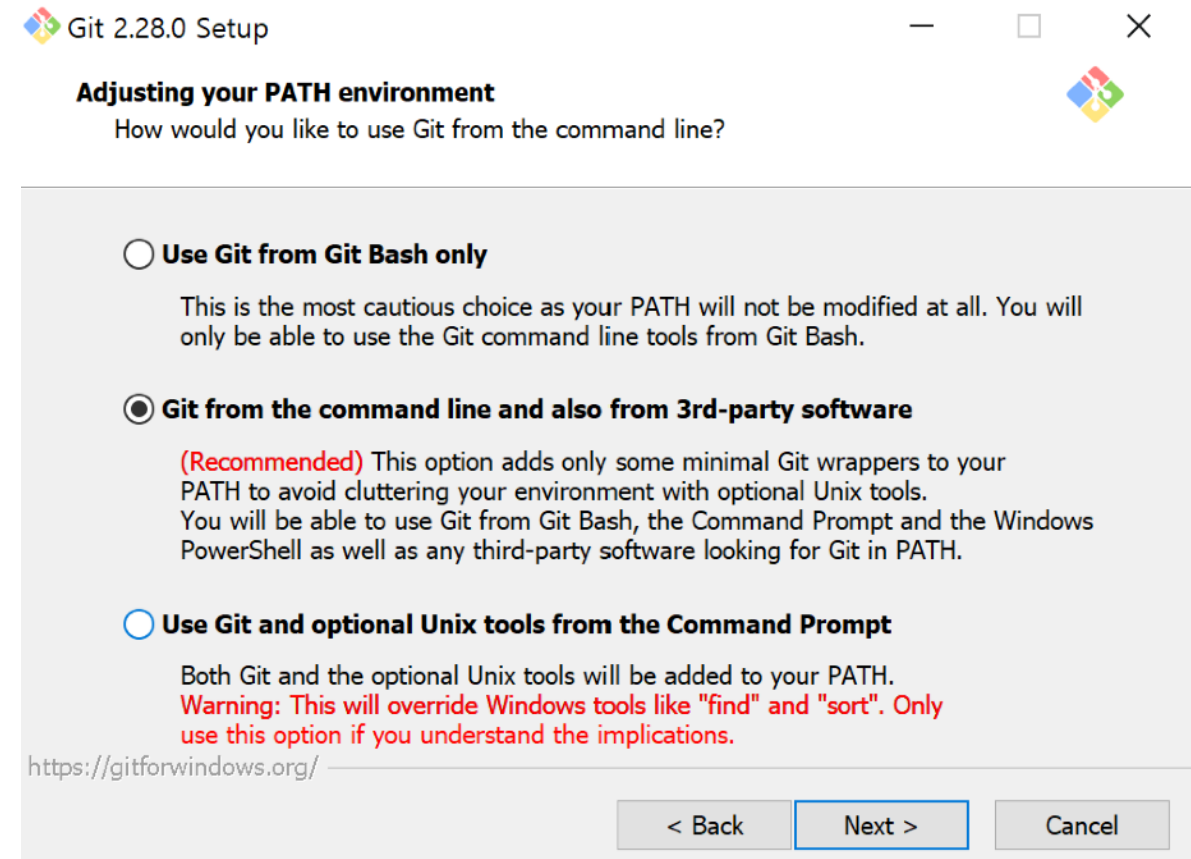 Git 2.28.0 Setup
Adjusting your PATH environment
How would you like to use Git from the command line?
Use Git from Git Bash only
This is the most cautious choice as your PATH will not be modified at all. You will
only be able to use the Git command line tools from Git Bash.
Git from the command line and also from 3rd-party software
(Recommended) This option adds only some minimal Git wrappers to your
PATH to avoid cluttering your environment with optional Unix tools.
You will be able to use Git from Git Bash, the Command Prompt and the Windows
PowerShell as well as any third-party software looking for Git in PATH.
Use Git and optional Unix tools from the Command Prompt
Both Git and the optional Unix tools will be added to your PATH.
Warning: This will override Windows tools like "find" and "sort". Only
use this option if you understand the implications.
https://gitforwindows.org/
< Back Next > Cancel